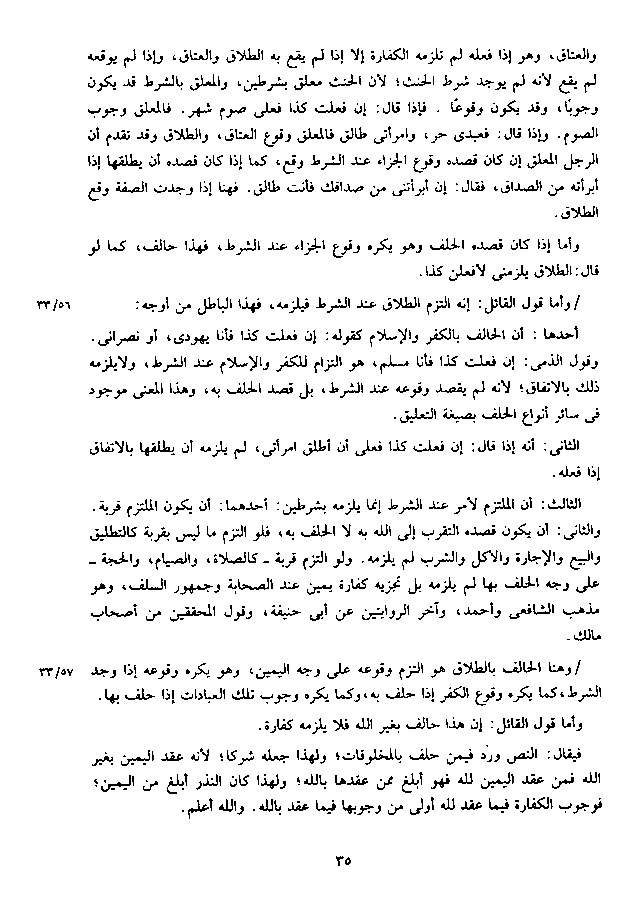 والعتاق، وهو إذا فعله لم تلزمه الكفارة إلا إذا لم يقع به الطلاق والعتاق، وإذا لم يوقعه
لم يقع لأنه لم يوجد شرط الحنث؛ لأن الحنث معلق بشرطين، والمعلق بالشرط قد يكون
وجوبًا، وقد يكون وقوعًا . فإذا قال: إن فعلت كذا فعلى صوم شهر. فالمعلق وجوب
الصوم. وإذا قال: فعبدى حر، وامرأتى طالق فالمعلق وقوع العتاق، والطلاق وقد تقدم أن
الرجل المعلق إن كان قصده وقوع الجزاء عند الشرط وقع، كما إذا كان قصده أن يطلقها إذا
أبرأته من الصداق، فقال: إن أبرأتنى من صداقك فأنت طالق. فهنا إذا وجدت الصفة وقع
الطلاق.
وأما إذا كان قصده الحلف وهو يكره وقوع الجزاء عند الشرط، فهذا حالف، كما لو
قال: الطلاق يلزمنى لأفعلن كذا.
/ وأما قول القائل: إنه التزم الطلاق عند الشرط فيلزمه، فهذا الباطل من أوجه: ٣٣/٥٦
أحدها : أن الحالف بالكفر والإسلام كقوله: إن فعلت كذا فأنا يهودى، أو نصرانى.
وقول الذمى: إن فعلت كذا فأنا مسلم، هو التزام للكفر والإسلام عند الشرط، ولايلزمه
ذلك بالاتفاق؛ لأنه لم يقصد وقوعه عند الشرط، بل قصد الحلف به، وهذا المعنى موجود
فى سائر أنواع الحلف بصيغة التعليق.
الثانى: أنه إذا قال: إن فعلت كذا فعلى أن أطلق امرأتى، لم يلزمه أن يطلقها بالاتفاق
إذا فعله.
الثالث: أن الملتزم لأمر عند الشرط إنما يلزمه بشرطين: أحدهما: أن يكون الملتزم قربة.
والثانى: أن يكون قصده التقرب إلى الله به لا الحلف به، فلو التزم ما ليس بقربة كالتطليق
والبيع والإجارة والأكل والشرب لم يلزمه. ولو التزم قربة ـ كالصلاة، والصيام، والحجة ـ
على وجه الحلف بها لم يلزمه بل تجزيه كفارة يمين عند الصحابة وجمهور السلف، وهو
مذهب الشافعى وأحمد، وآخر الروايتين عن أبى حنيفة، وقول المحققين من أصحاب
مالك.
/ وهنا الحالف بالطلاق هو التزم وقوعه على وجه اليمين، وهو يكره وقوعه إذا وجد ٣٣/٥٧
الشرط،كما يكره وقوع الكفر إذا حلف به،وكما يكره وجوب تلك العبادات إذا حلف بها.
وأما قول القائل: إن هذا حالف بغير الله فلا يلزمه كفارة.
فيقال: النص ورد فيمن حلف بالمخلوقات؛ ولهذا جعله شركا؛ لأنه عقد اليمين بغير
الله فمن عقد اليمين لله فهو أبلغ ممن عقدها بالله؛ ولهذا كان النذر أبلغ من اليمين؟
فوجوب الكفارة فيما عقد لله أولى من وجوبها فيما عقد بالله. والله أعلم.
٣٥